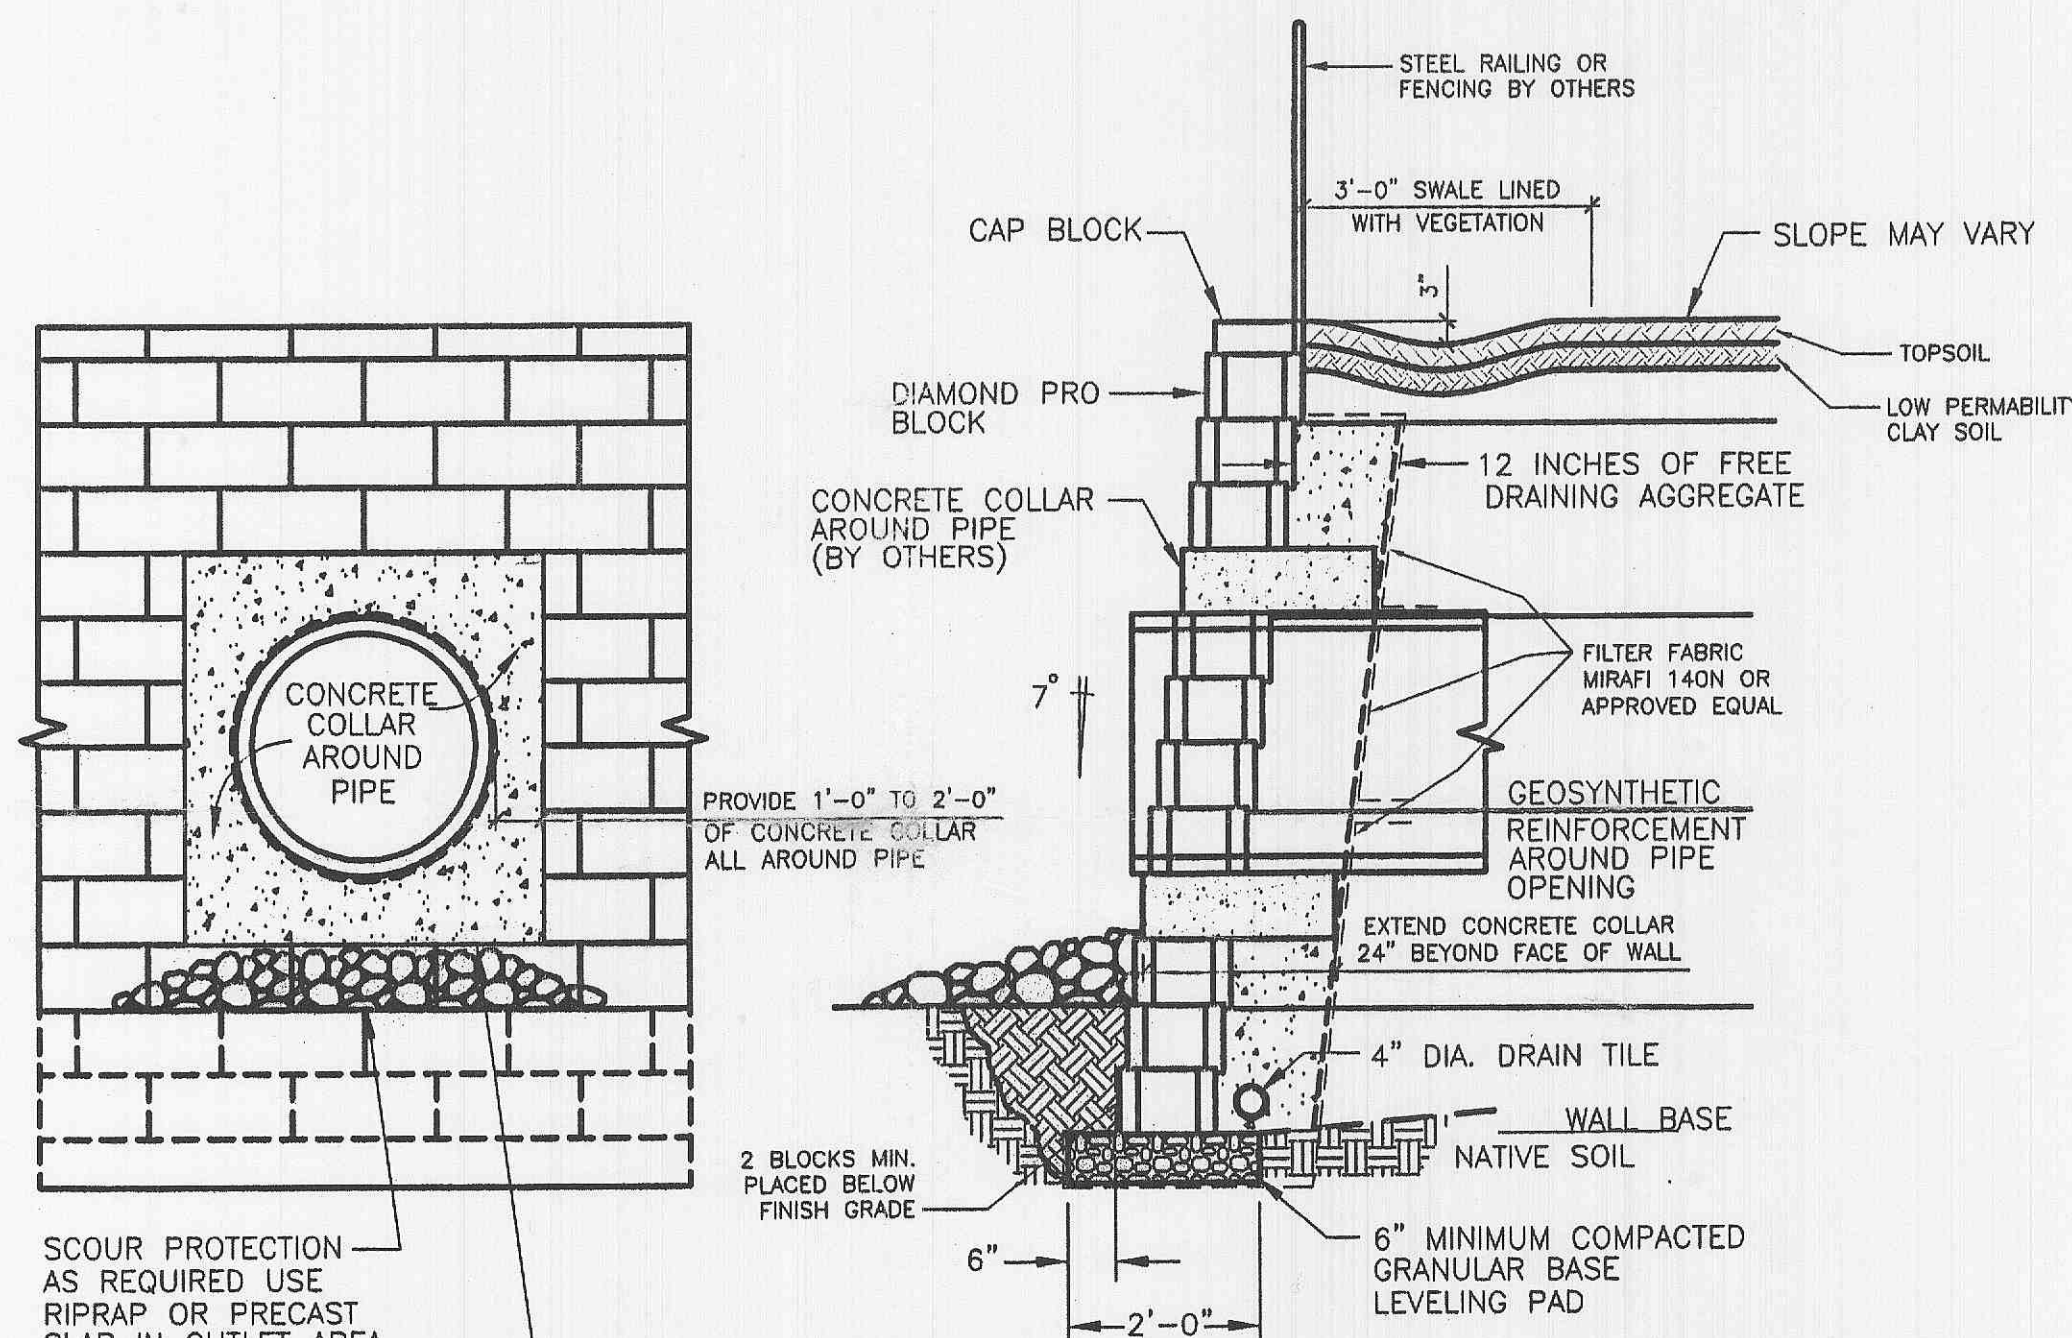 STEEL RAILING OR
FENCING BY OTHERS
3'-0" SWALE LINED
WITH VEGETATION
CAP BLOCK
SLOPE MAY VARY
3"
TOPSOIL
DIAMOND PRO
BLOCK
LOW PERMABILIT
CLAY SOIL
12 INCHES OF FREE
DRAINING AGGREGATE
CONCRETE COLLAR
AROUND PIPE
(BY OTHERS)
FILTER FABRIC
MIRAFI 140N OR
APPROVED EQUAL
7°
CONCRETE
COLLAR
AROUND
PIPE
PROVIDE 1'-0" TO 2'-0"
OF CONCRETE COLLAR
ALL AROUND PIPE
GEOSYNTHETIC
REINFORCEMENT
AROUND PIPE
OPENING
EXTEND CONCRETE COLLAR
24" BEYOND FACE OF WALL
4" DIA. DRAIN TILE
WALL BASE
NATIVE SOIL
2 BLOCKS MIN.
PLACED BELOW
FINISH GRADE
6"
2'-0"
6" MINIMUM COMPACTED
GRANULAR BASE
LEVELING PAD
SCOUR PROTECTION
AS REQUIRED USE
RIPRAP OR PRECAST
SLAB IN OUTLET AREA